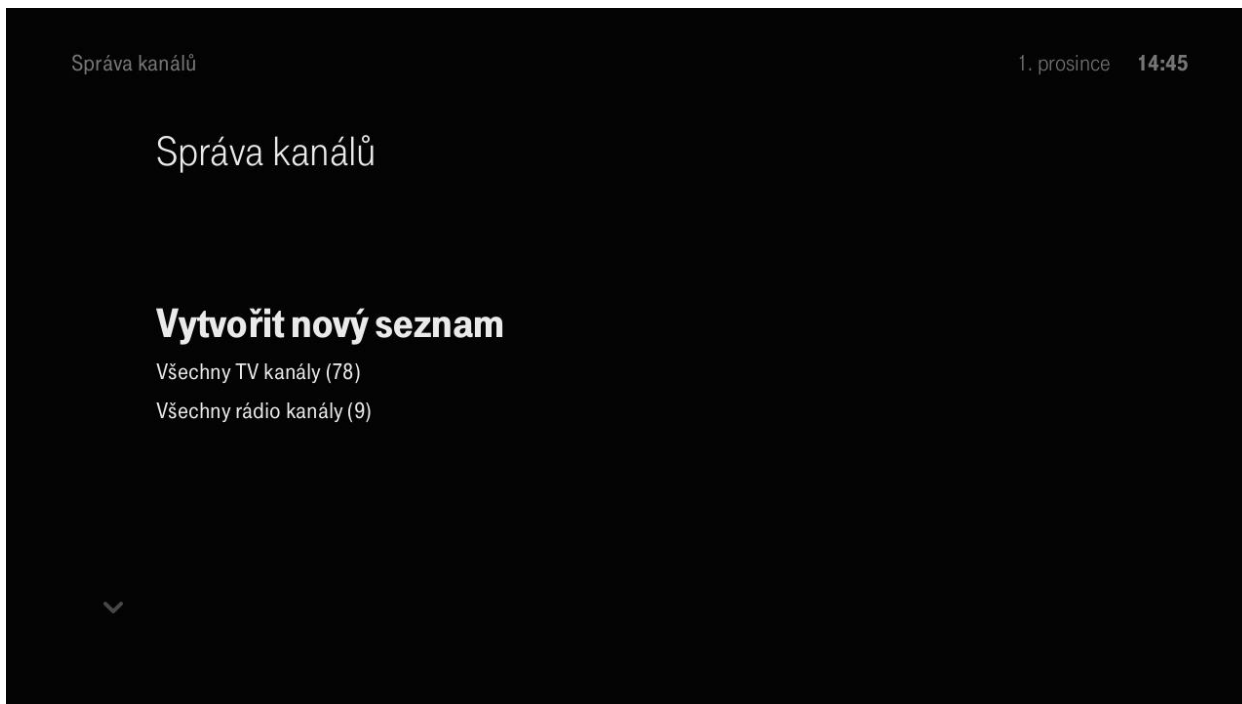 Správa kanálů
1. prosince 14:45
Správa kanálů
Vytvořit nový seznam
Všechny TV kanály (78)
Všechny rádio kanály (9)